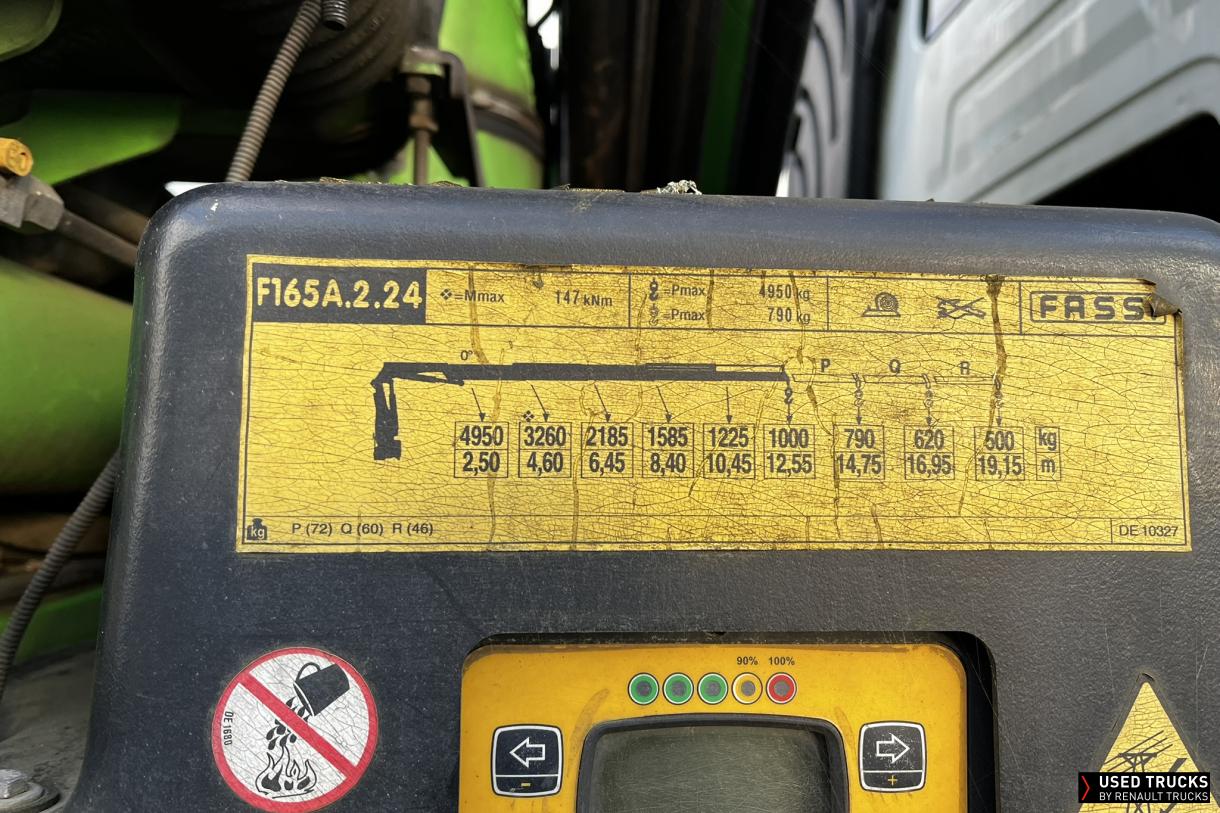 F165A.2.24
=Mmax 147 kNm
=Pmax 4950 kg
=Pmax 790 kg
FASSI
0°
P Q R
4950 3260 2185 1585 1225 1000 790 620 500 kg
2,50 4,60 6,45 8,40 10,45 12,55 14,75 16,95 19,15 m
kg P (72) Q (60) R (46)
DE 10327
90% 100%
DE 1680
-
+
USED TRUCKS
BY RENAULT TRUCKS